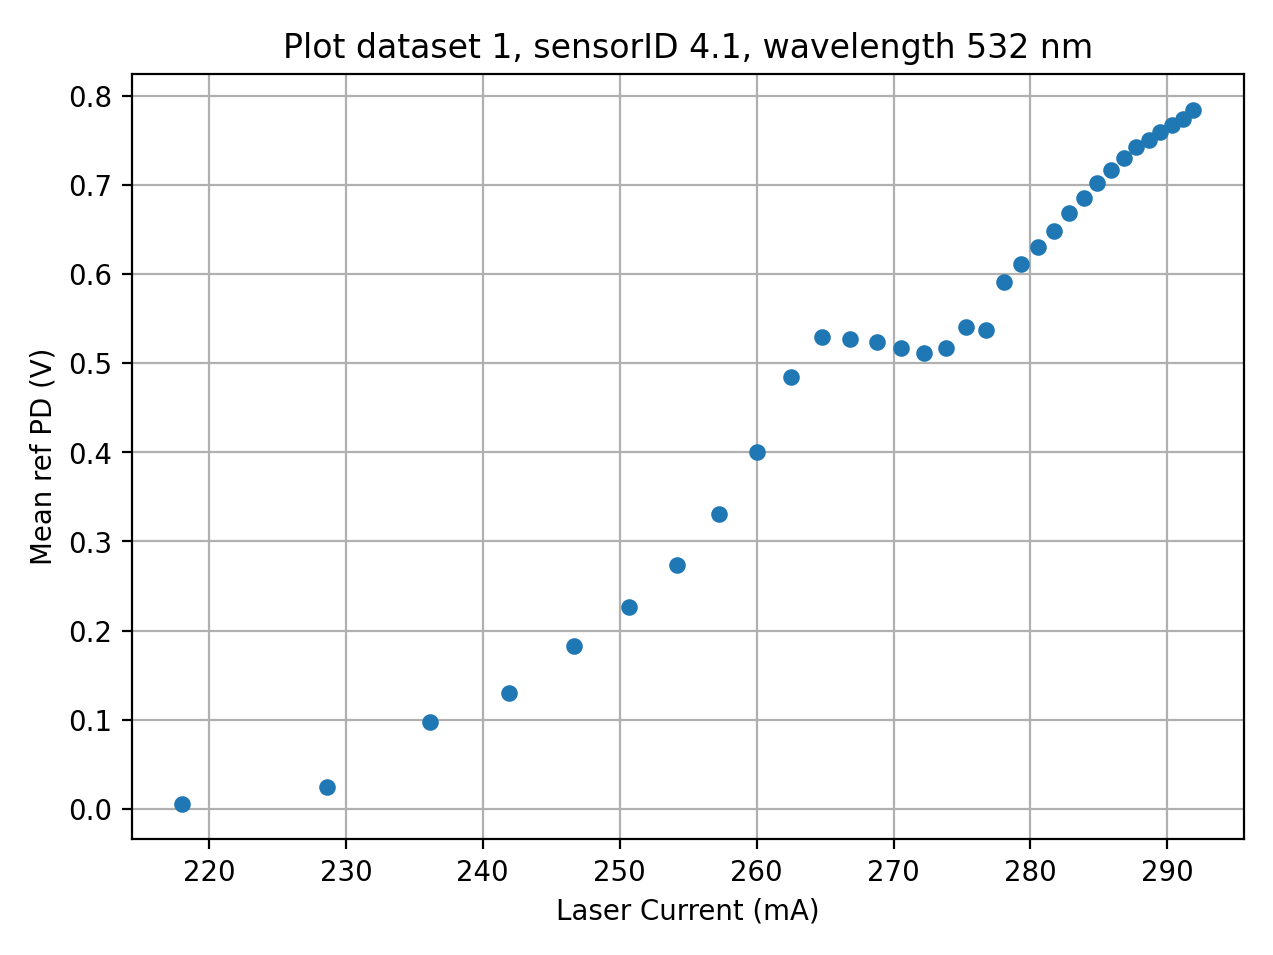 Plot dataset 1, sensorID 4.1, wavelength 532 nm
Mean ref PD (V)
0.8
0.7
0.6
0.5
0.4
0.3
0.2
0.1
0.0
220 230 240 250 260 270 280 290
Laser Current (mA)